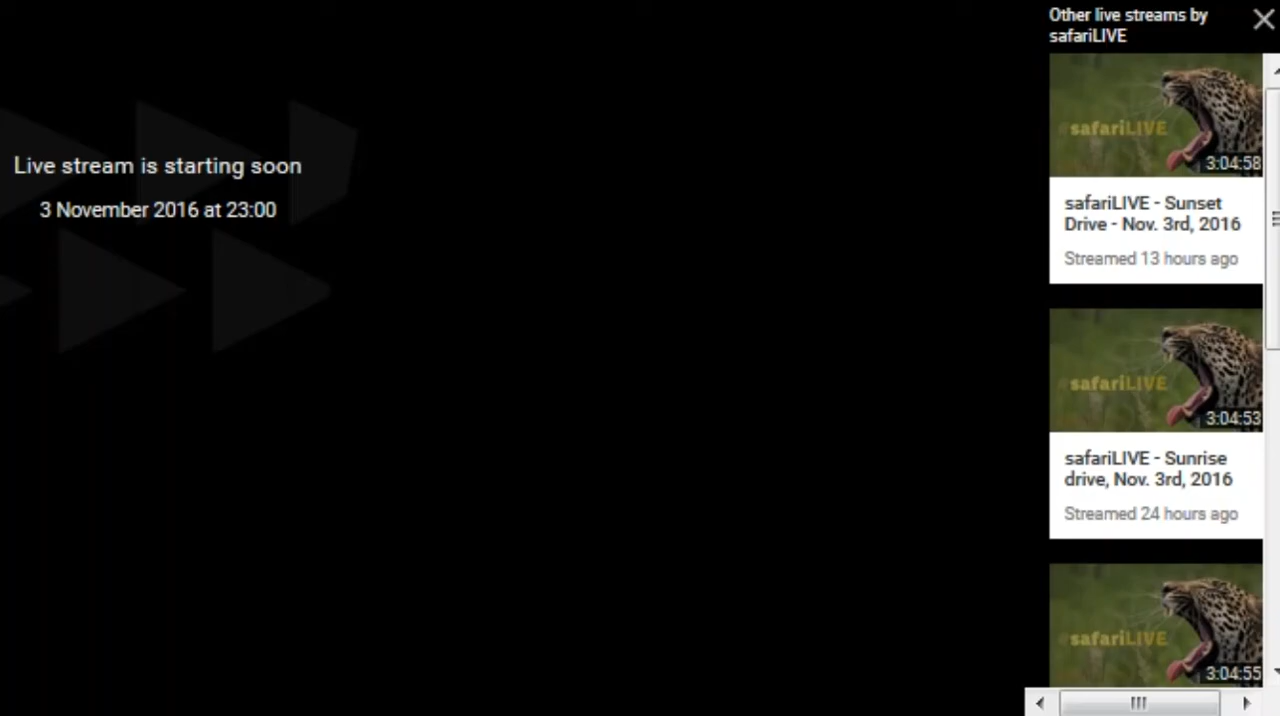 Live stream is starting soon
3 November 2016 at 23:00
Other live streams by
safariLIVE
#safariLIVE
3:04:58
safariLIVE - Sunset
Drive - Nov. 3rd, 2016
Streamed 13 hours ago
#safariLIVE
3:04:53
safariLIVE - Sunrise
drive, Nov. 3rd, 2016
Streamed 24 hours ago
#safariLIVE
3:04:55